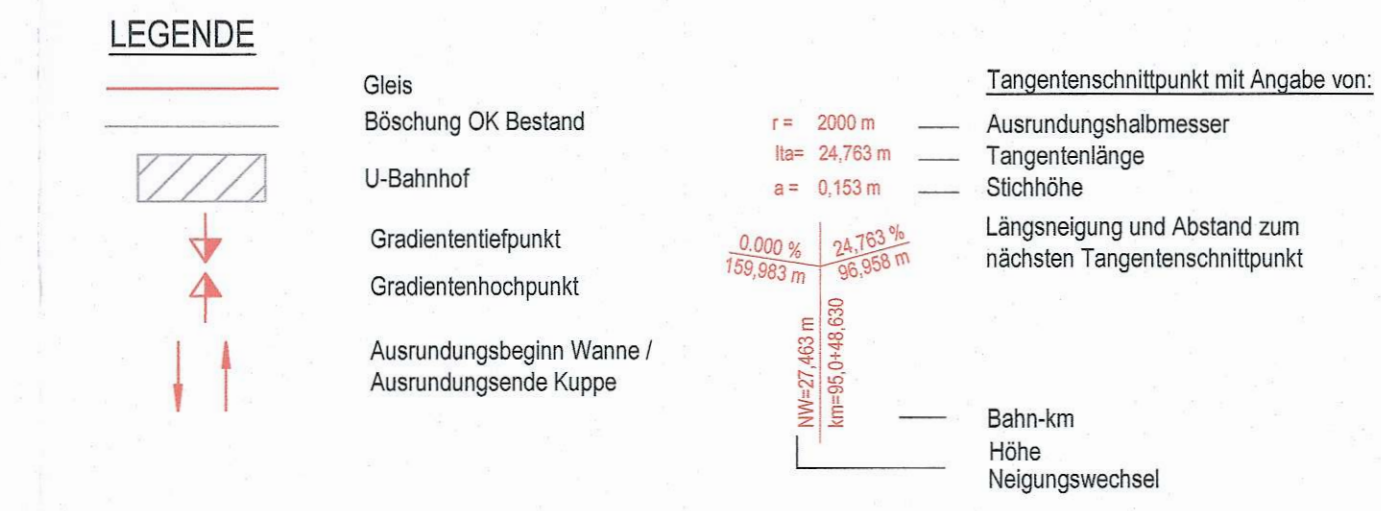 LEGENDE
Gleis
Böschung OK Bestand
U-Bahnhof
Gradiententiefpunkt
Gradientenhochpunkt
Ausrundungsbeginn Wanne /
Ausrundungsende Kuppe
Tangentenschnittpunkt mit Angabe von:
r = 2000 m
Ausrundungshalbmesser
lta= 24,763 m
Tangentenlänge
a = 0,153 m
Stichhöhe
0.000 %
159,983 m
24,763 %
96,958 m
Längsneigung und Abstand zum
nächsten Tangentenschnittpunkt
NW=27,463 m
km=95,0+48,630
Bahn-km
Höhe
Neigungswechsel